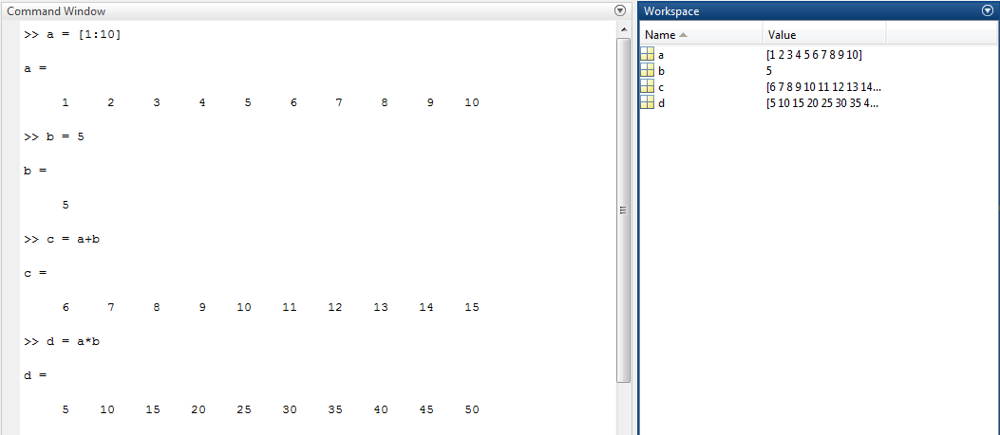 Command Window
>> a = [1:10]
a =
1 2 3 4 5 6 7 8 9 10
>> b = 5
b =
5
>> c = a+b
c =
6 7 8 9 10 11 12 13 14 15
>> d = a*b
d =
5 10 15 20 25 30 35 40 45 50
Workspace
Name Value
a [1 2 3 4 5 6 7 8 9 10]
b 5
c [6 7 8 9 10 11 12 13 14...
d [5 10 15 20 25 30 35 4...